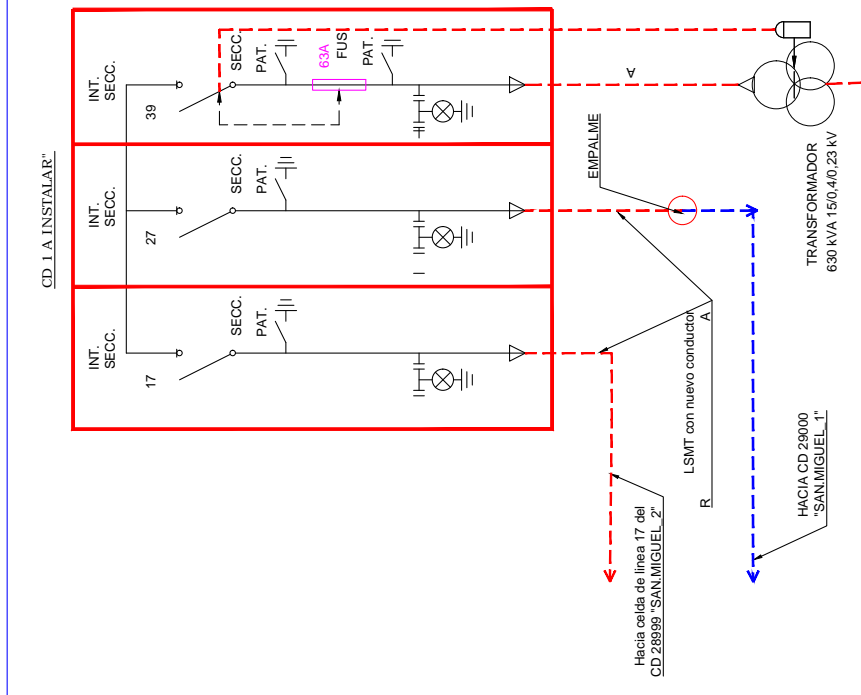 CD 1 A INSTALAR"
INT.
SECC.
39
SECC.
PAT.
63A
FUS
PAT.
A
INT.
SECC.
27
SECC.
PAT.
INT.
SECC.
17
SECC.
PAT.
EMPALME
TRANSFORMADOR
630 kVA 15/0,4/0,23 kV
LSMT con nuevo conductor
R
A
Hacia celda de linea 17 del
CD 28999 "SAN.MIGUEL_2"
HACIA CD 29000
"SAN.MIGUEL_1"